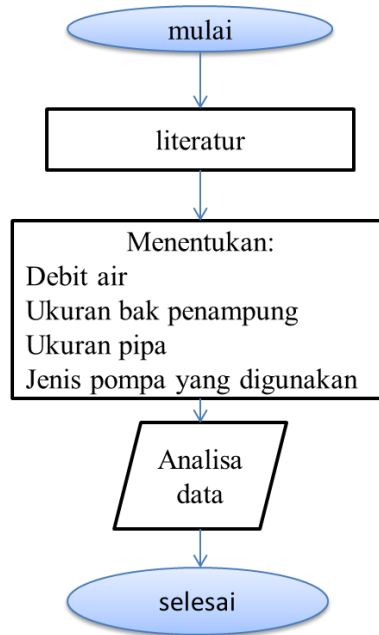 mulai
literatur
Menentukan:
Debit air
Ukuran bak penampung
Ukuran pipa
Jenis pompa yang digunakan
Analisa
data
selesai